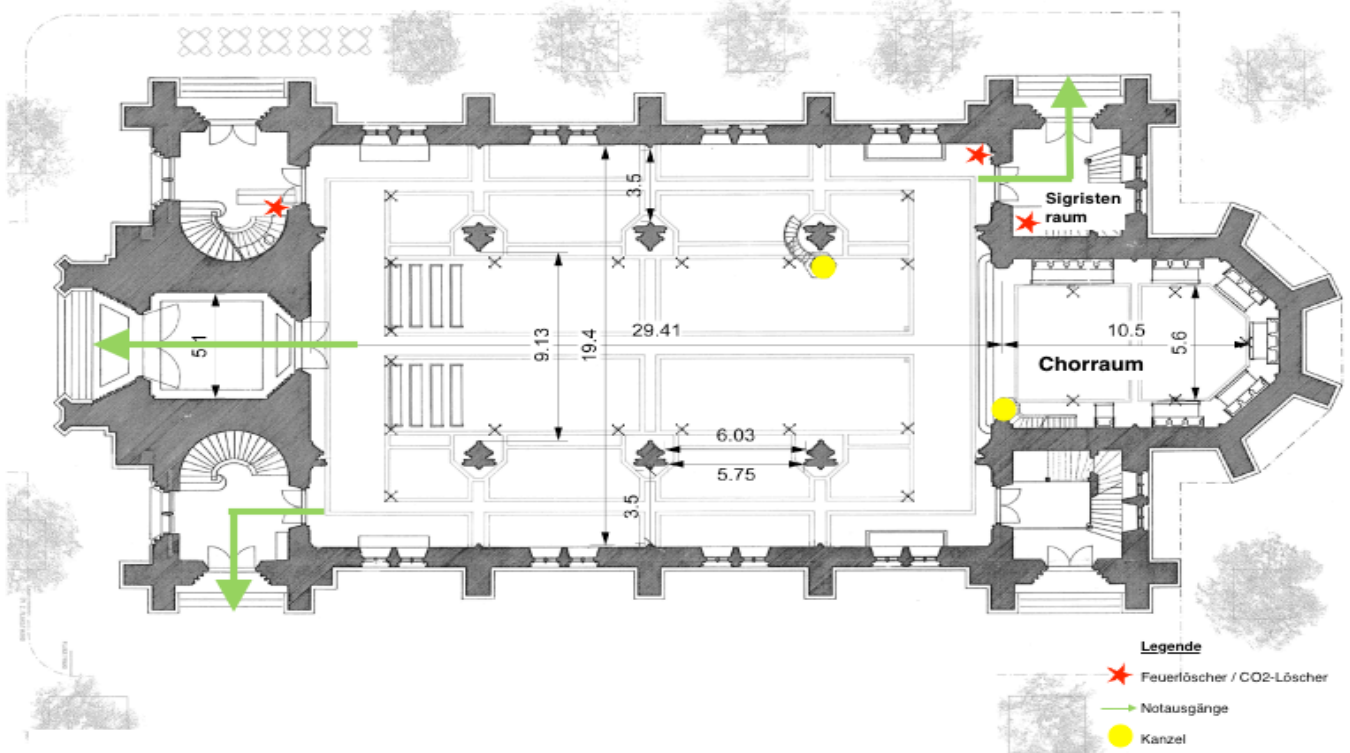 3.5
Sigristen
raum
29.41
10.5
5.1
9.13
19.4
5.6
Chorraum
6.03
5.75
3.5
Legende
Feuerlöscher / CO2-Löscher
Notausgänge
Kanzel